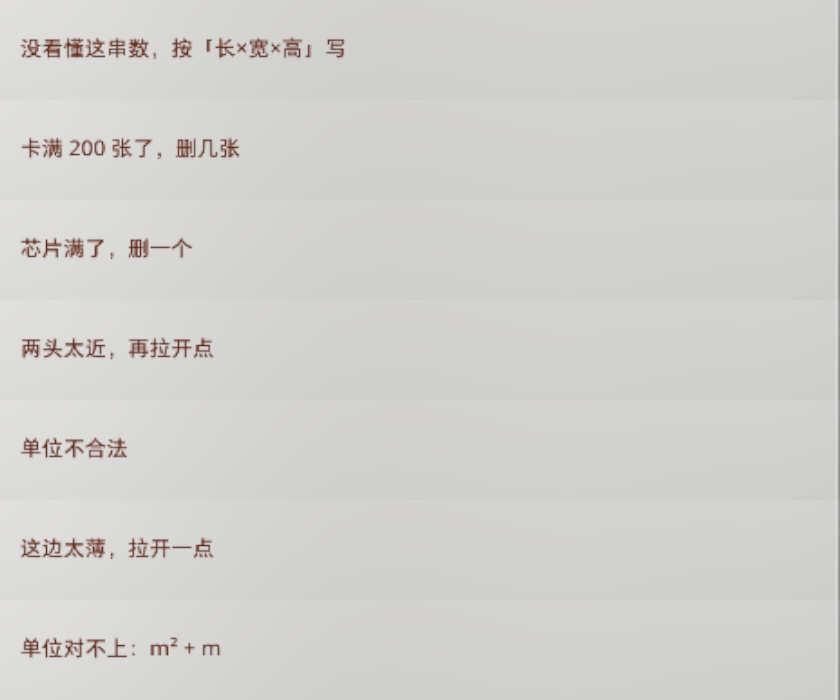 没看懂这串数，按「长×宽×高」写
卡满 200 张了，删几张
芯片满了，删一个
两头太近，再拉开点
单位不合法
这边太薄，拉开一点
单位对不上：m² + m